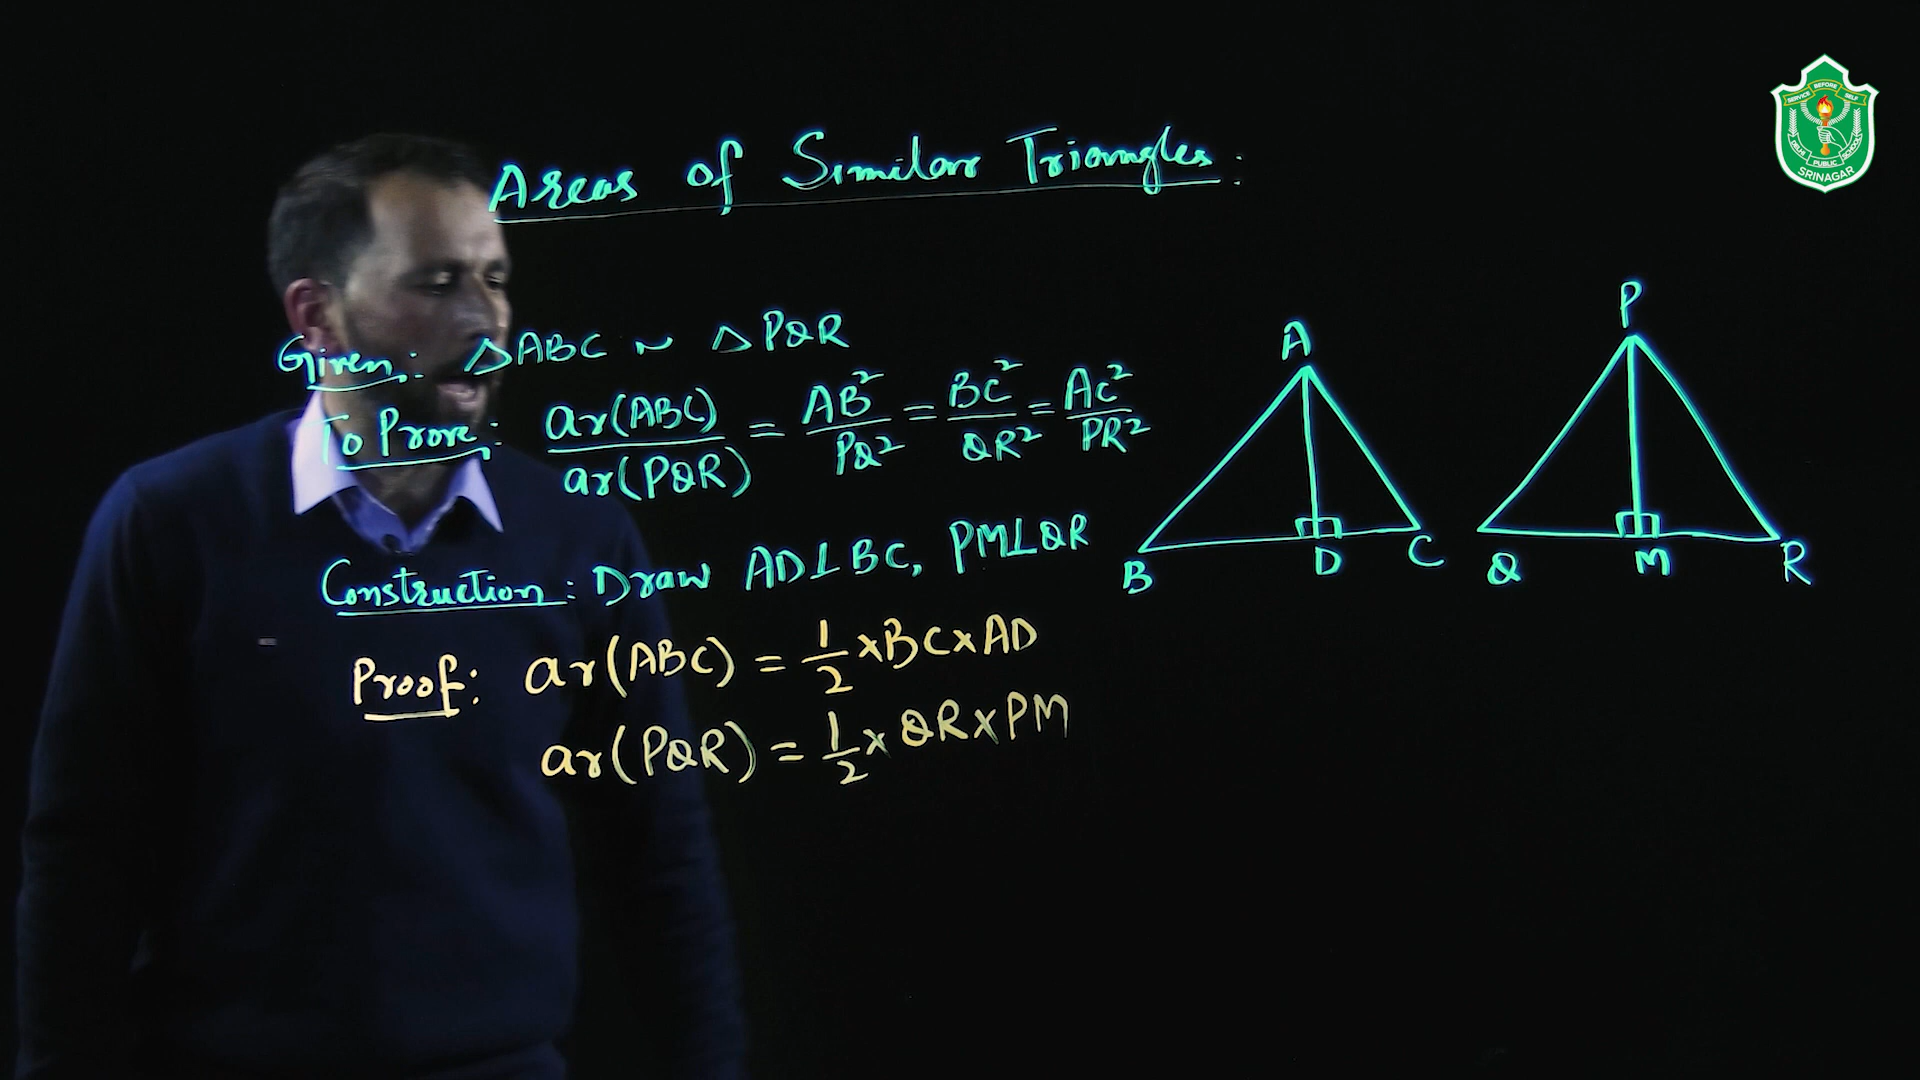 Areas of Similar Triangles:
Given: △ABC ~ △PQR
To Prove: ar(ABC)/ar(PQR) = AB²/PQ² = BC²/QR² = AC²/PR²
Construction: Draw AD⊥BC, PM⊥QR
Proof: ar(ABC) = 1/2 × BC × AD
ar(PQR) = 1/2 × QR × PM
A
B D C
P
Q M R
SERVICE BEFORE SELF
DELHI PUBLIC SCHOOL
SRINAGAR